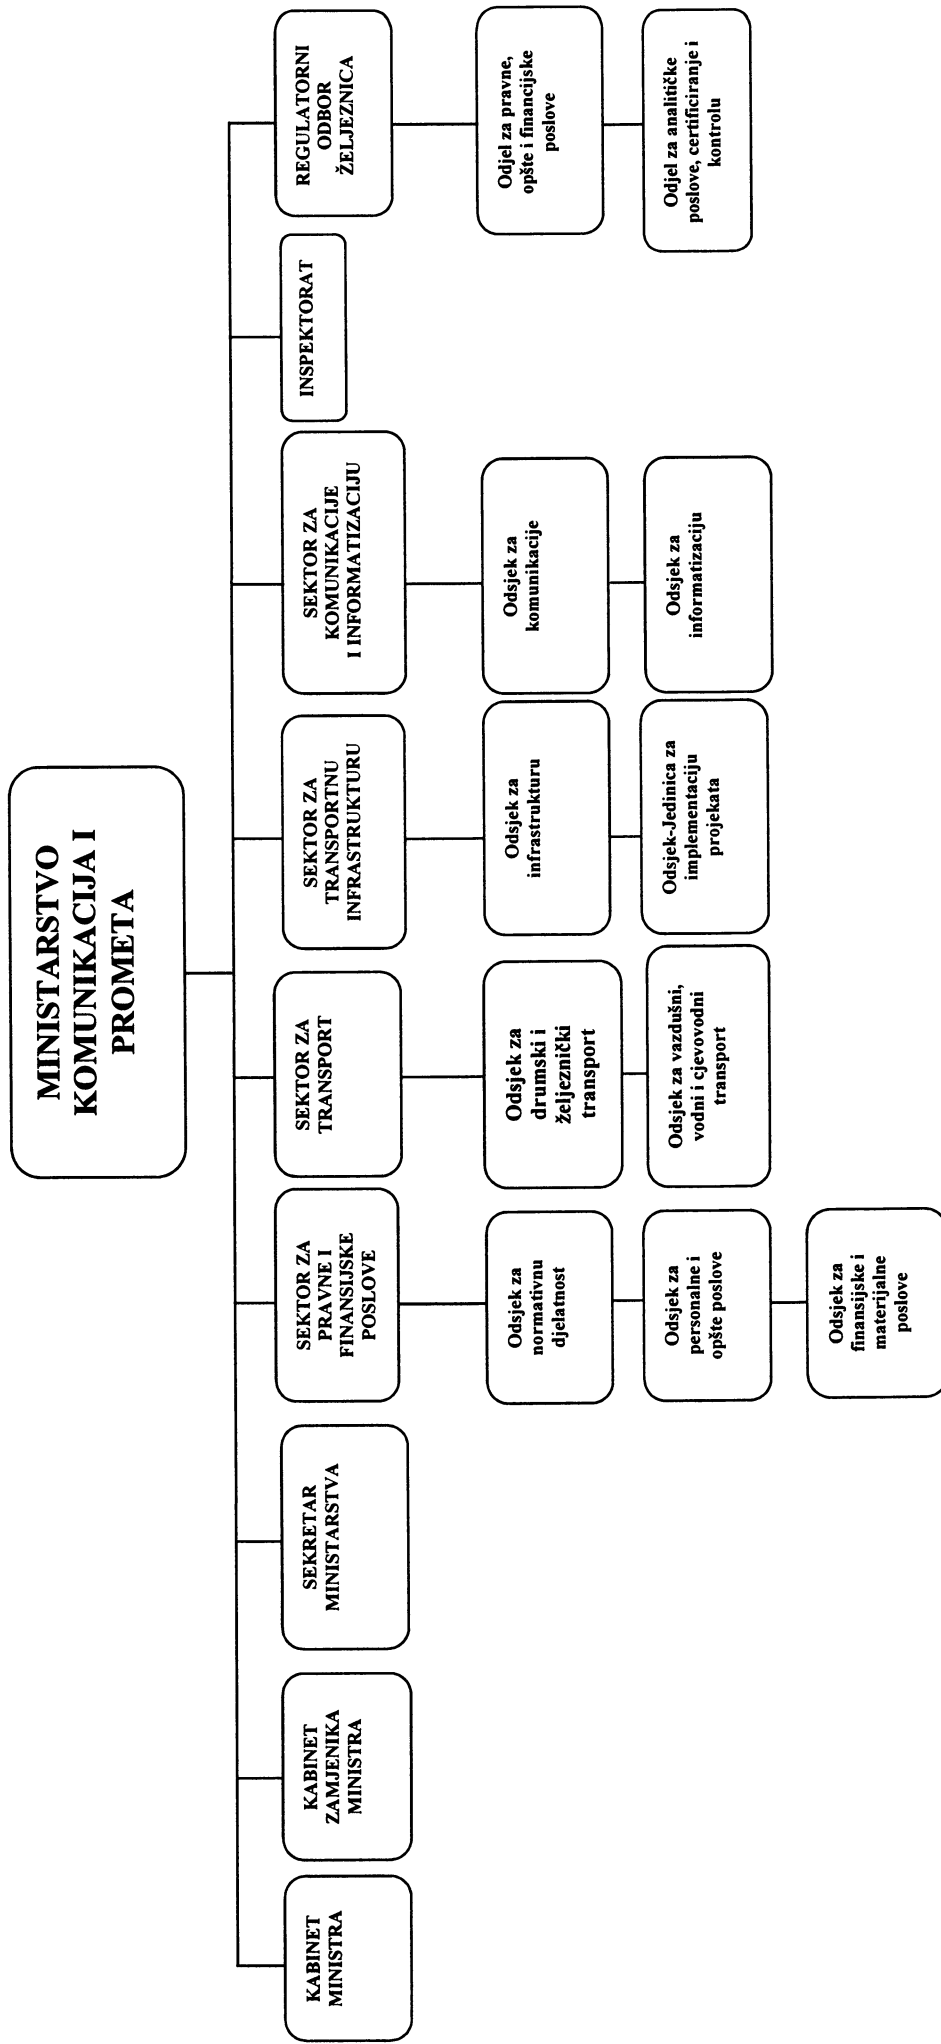 MINISTARSTVO
KOMUNIKACIJA I
PROMETA
KABINET
MINISTRA
KABINET
ZAMJENIKA
MINISTRA
SEKRETAR
MINISTARSTVA
SEKTOR ZA
PRAVNE I
FINANSIJSKE
POSLOVE
SEKTOR ZA
TRANSPORT
SEKTOR ZA
TRANSPORTNU
INFRASTRUKTURU
SEKTOR ZA
KOMUNIKACIJE
I INFORMATIZACIJU
INSPEKTORAT
REGULATORNI
ODBOR
ŽELJEZNICA
Odsjek za
normativnu
djelatnost
Odsjek za
drumski i
željeznički
transport
Odsjek za
infrastrukturu
Odsjek za
komunikacije
Odjel za pravne,
opšte i financijske
poslove
Odsjek za
personalne i
opšte poslove
Odsjek za vazdušni,
vodni i cjevovodni
transport
Odsjek-Jedinica za
implementaciju
projekata
Odsjek za
informatizaciju
Odjel za analitičke
poslove, certificiranje i
kontrolu
Odsjek za
finansijske i
materijalne
poslove